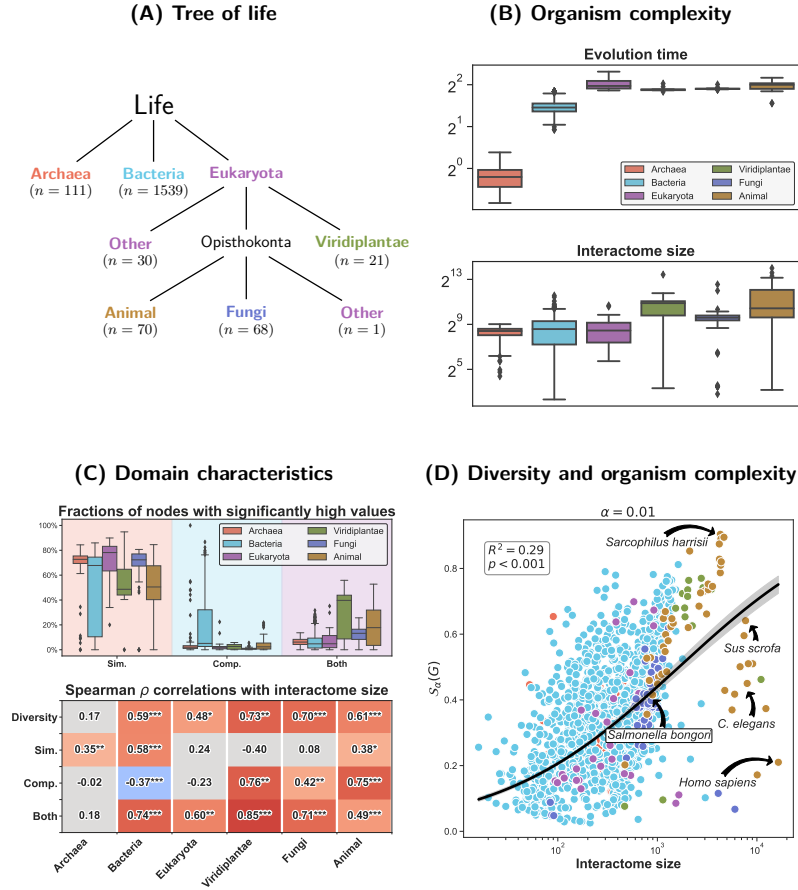 (A) Tree of life
Life
Archaea
(n = 111)
Bacteria
(n = 1539)
Eukaryota
Other
(n = 30)
Opisthokonta
Viridiplantae
(n = 21)
Animal
(n = 70)
Fungi
(n = 68)
Other
(n = 1)
(B) Organism complexity
Evolution time
2^2
2^1
2^0
Archaea
Bacteria
Eukaryota
Viridiplantae
Fungi
Animal
Interactome size
2^13
2^9
2^5
(C) Domain characteristics
Fractions of nodes with significantly high values
100%
80%
60%
40%
20%
0%
Archaea
Bacteria
Eukaryota
Viridiplantae
Fungi
Animal
Sim. Comp. Both
Spearman ρ correlations with interactome size
Diversity 0.17 0.59*** 0.48* 0.73** 0.70*** 0.61***
Sim. 0.35** 0.58*** 0.24 -0.40 0.08 0.38*
Comp. -0.02 -0.37*** -0.23 0.76** 0.42** 0.75***
Both 0.18 0.74*** 0.60** 0.85*** 0.71*** 0.49***
Archaea Bacteria Eukaryota Viridiplantae Fungi Animal
(D) Diversity and organism complexity
α = 0.01
R² = 0.29
p < 0.001
Sarcophilus harrisii
Sus scrofa
C. elegans
Salmonella bongori
Homo sapiens
S_α(G)
0.8
0.6
0.4
0.2
0.0
10^2 10^3 10^4
Interactome size